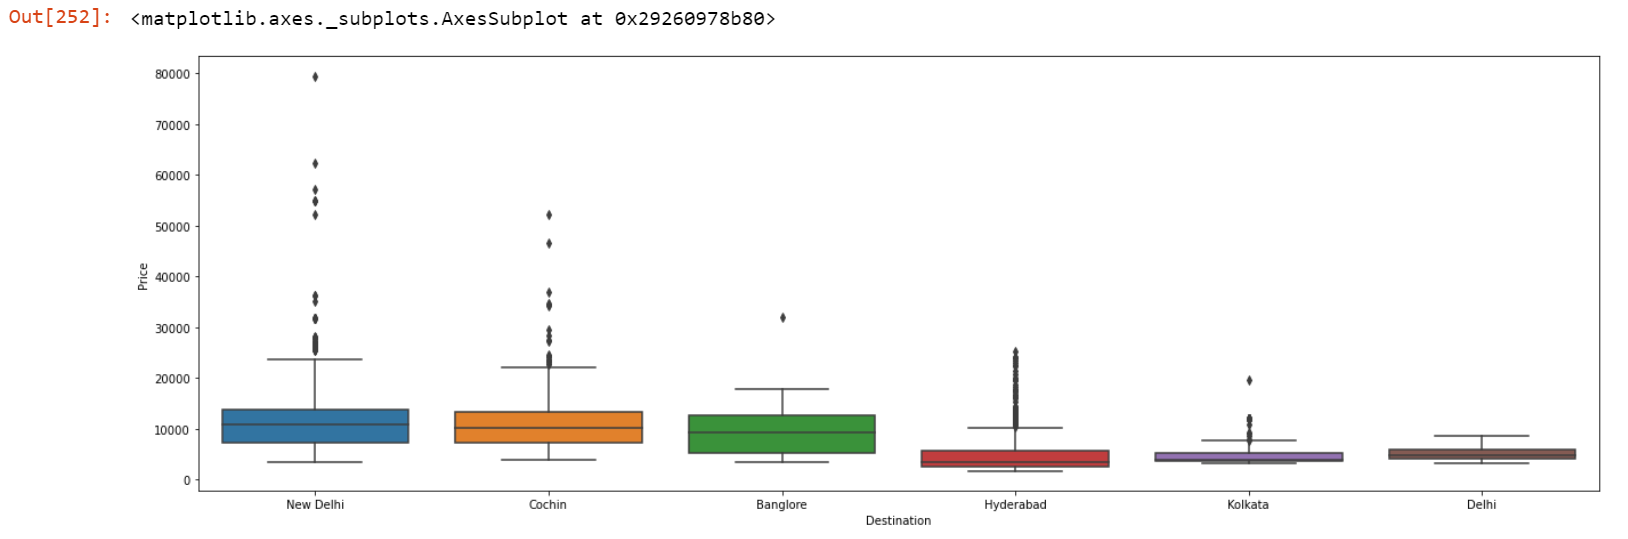 Out[252]: <matplotlib.axes._subplots.AxesSubplot at 0x29260978b80>
80000
70000
60000
50000
40000
30000
20000
10000
0
Price
New Delhi Cochin Banglore Hyderabad Kolkata Delhi
Destination